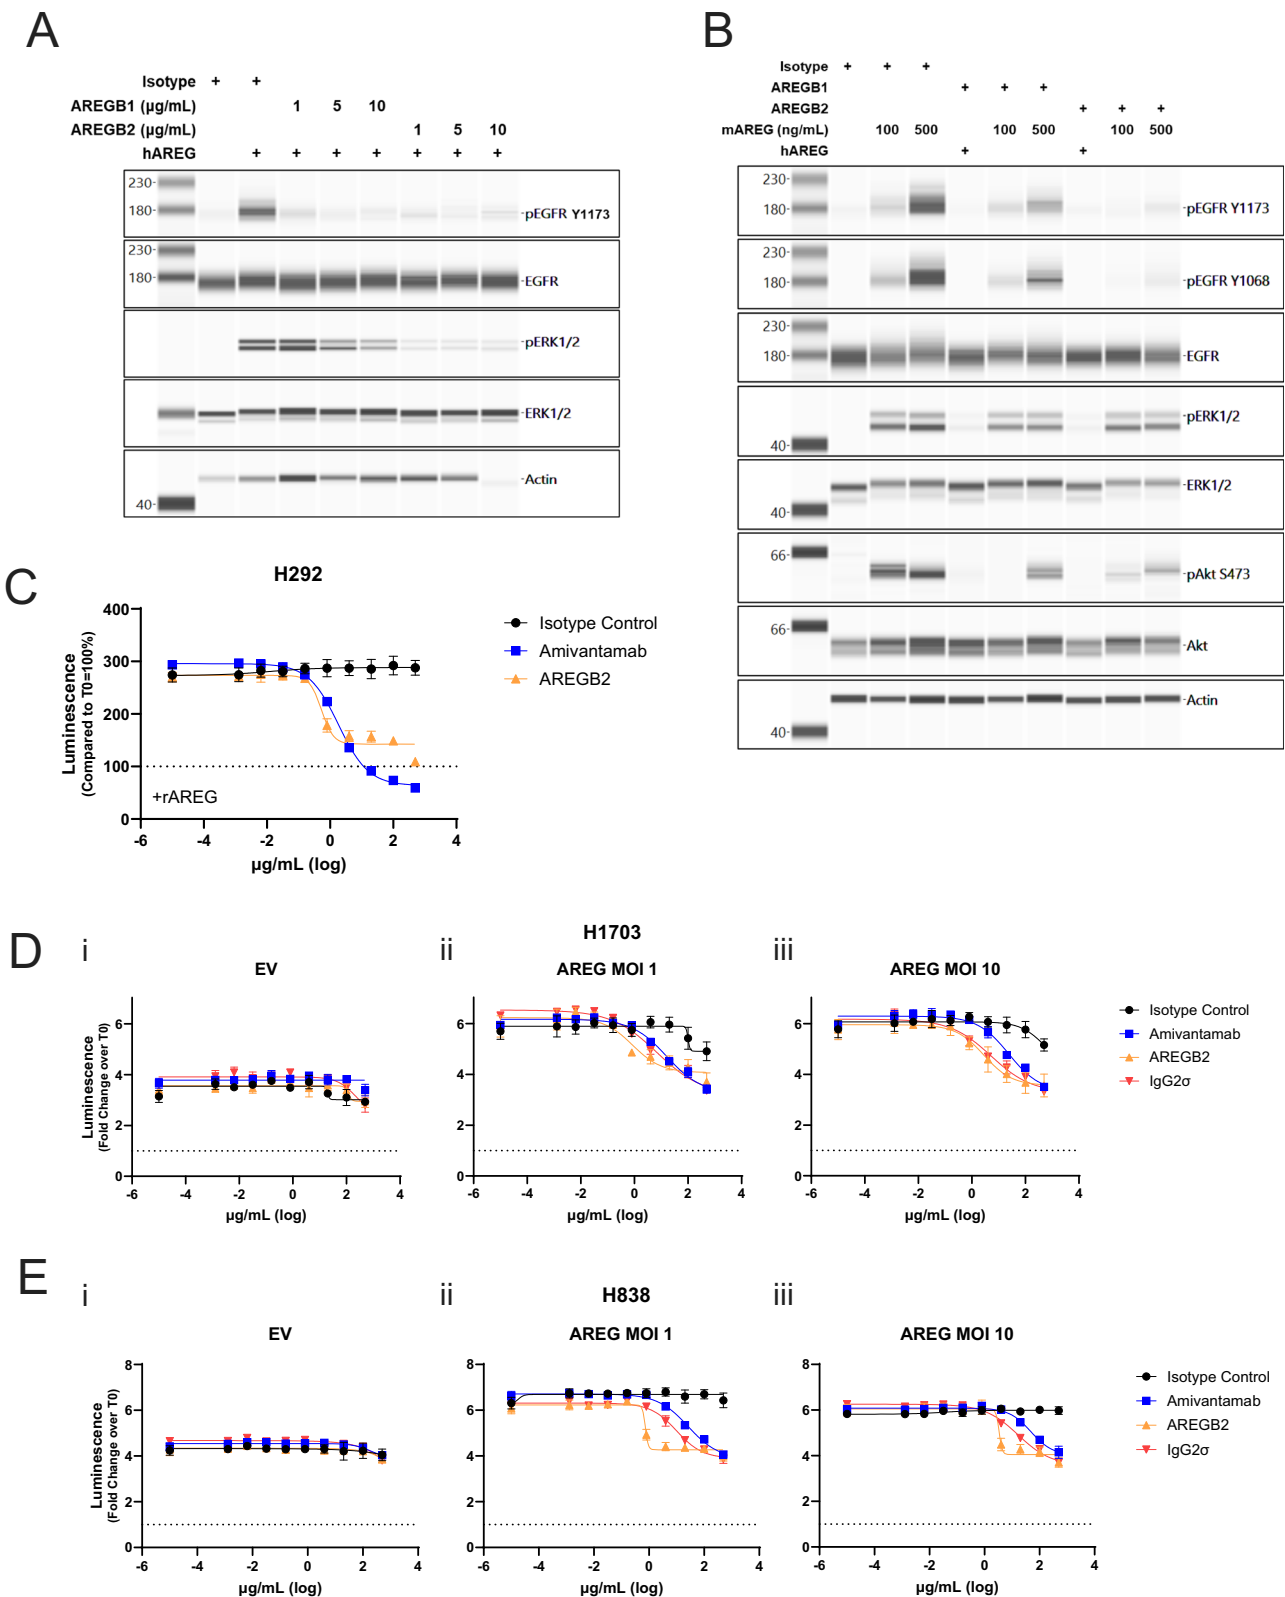 A
Isotype + +
AREGB1 (µg/mL) 1 5 10
AREGB2 (µg/mL) 1 5 10
hAREG + + + + + + +
230-
180-
-pEGFR Y1173
230-
180-
-EGFR
-pERK1/2
-ERK1/2
-Actin
40-
B
Isotype + + +
AREGB1 + + +
AREGB2 + + +
mAREG (ng/mL) 100 500 100 500 100 500
hAREG + +
230-
180-
-pEGFR Y1173
230-
180-
-pEGFR Y1068
230-
180-
-EGFR
-pERK1/2
40-
-ERK1/2
40-
66-
-pAkt S473
66-
-Akt
-Actin
40-
C
H292
400
300
200
100
0
Luminescence
(Compared to T0=100%)
+rAREG
-6 -4 -2 0 2 4
µg/mL (log)
Isotype Control
Amivantamab
AREGB2
D
H1703
i
EV
6
4
2
0
Luminescence
(Fold Change over T0)
-6 -4 -2 0 2 4
µg/mL (log)
ii
AREG MOI 1
6
4
2
0
-6 -4 -2 0 2 4
µg/mL (log)
iii
AREG MOI 10
6
4
2
0
-6 -4 -2 0 2 4
µg/mL (log)
Isotype Control
Amivantamab
AREGB2
IgG2σ
E
H838
i
EV
8
6
4
2
0
Luminescence
(Fold Change over T0)
-6 -4 -2 0 2 4
µg/mL (log)
ii
AREG MOI 1
8
6
4
2
0
-6 -4 -2 0 2 4
µg/mL (log)
iii
AREG MOI 10
8
6
4
2
0
-6 -4 -2 0 2 4
µg/mL (log)
Isotype Control
Amivantamab
AREGB2
IgG2σ